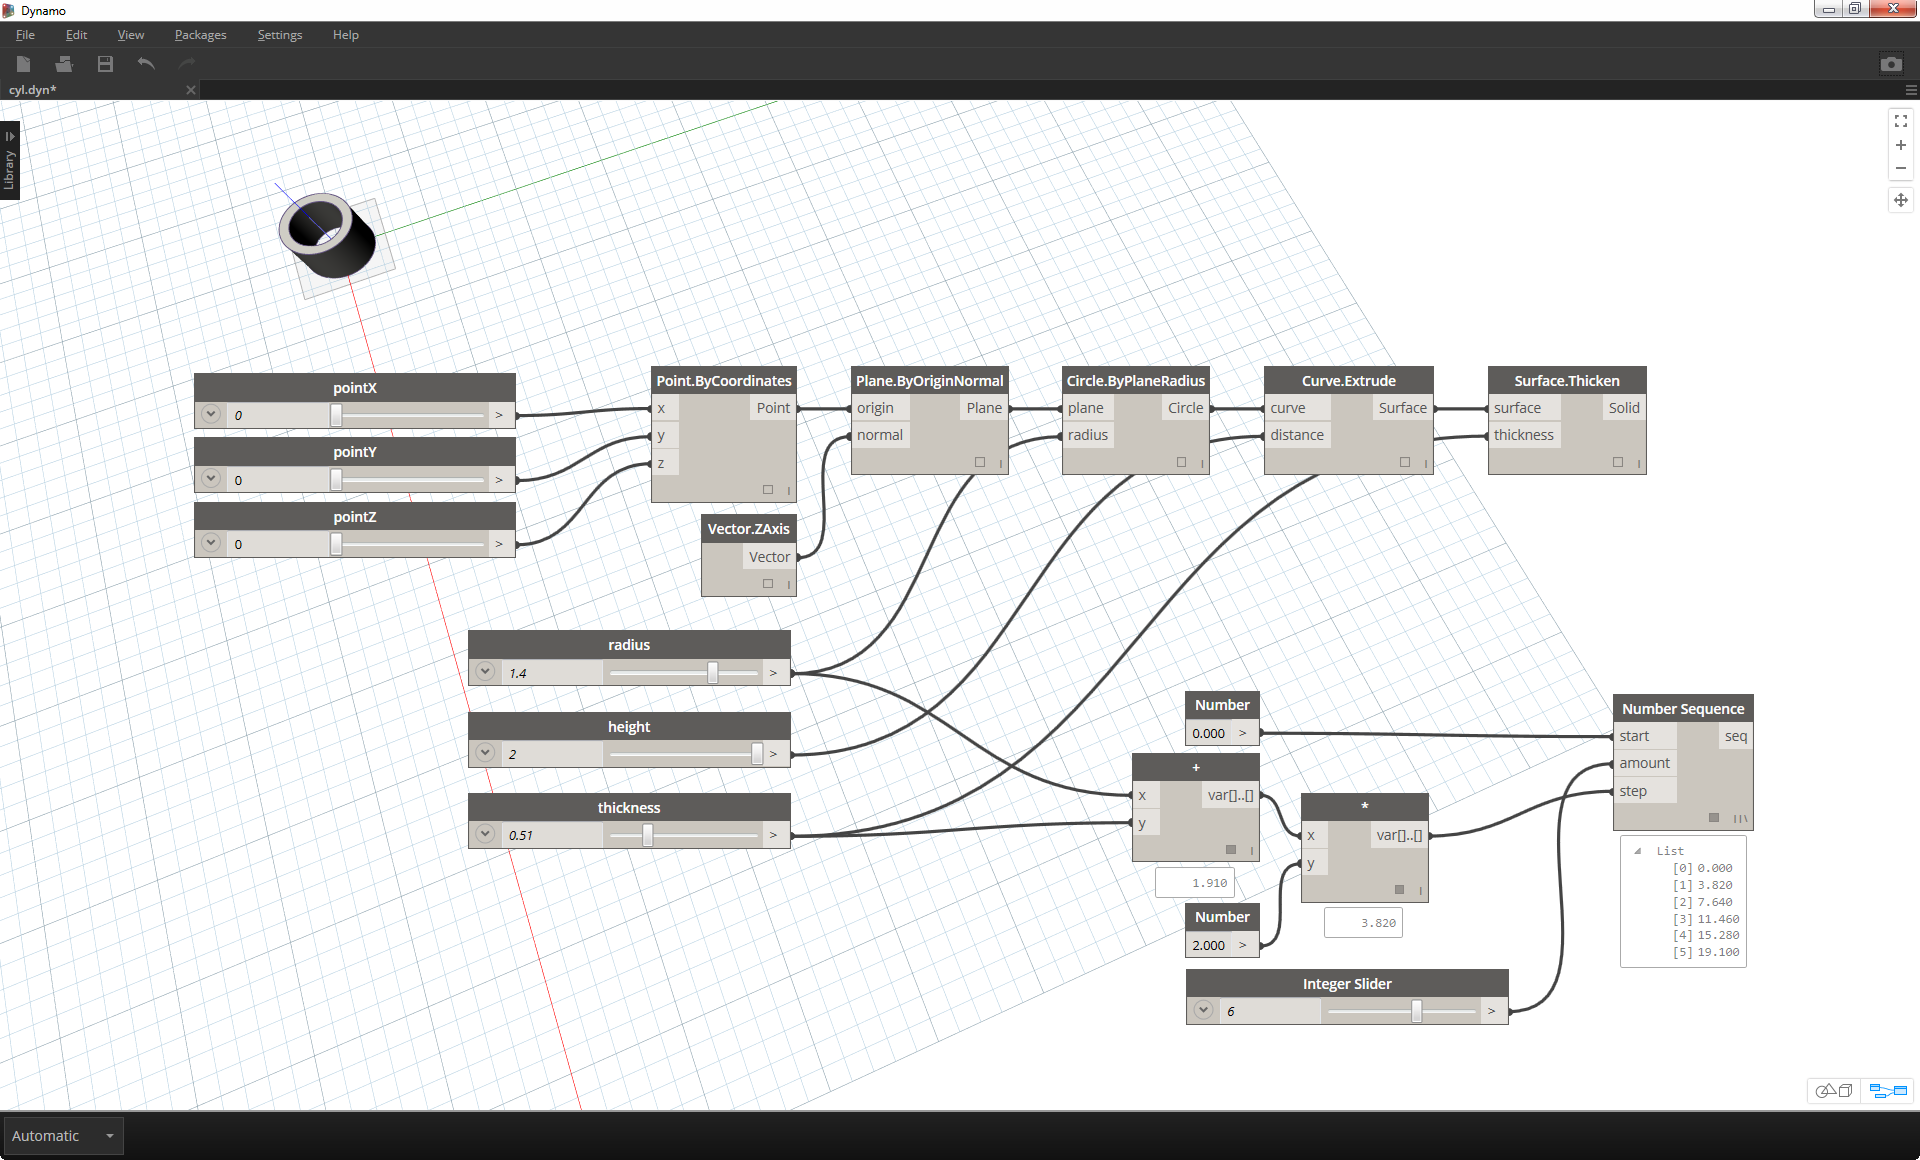 Dynamo
File Edit View Packages Settings Help
cyl.dyn*
Library
pointX
0 >
pointY
0 >
pointZ
0 >
Point.ByCoordinates
x Point
y
z
Vector.ZAxis
Vector
Plane.ByOriginNormal
origin Plane
normal
Circle.ByPlaneRadius
plane Circle
radius
Curve.Extrude
curve Surface
distance
Surface.Thicken
surface Solid
thickness
radius
1.4 >
height
2 >
thickness
0.51 >
Number
0.000 >
+
x var[]..[]
y
1.910
Number
2.000 >
*
x var[]..[]
y
3.820
Integer Slider
6 >
Number Sequence
start seq
amount
step
List
[0] 0.000
[1] 3.820
[2] 7.640
[3] 11.460
[4] 15.280
[5] 19.100
Automatic